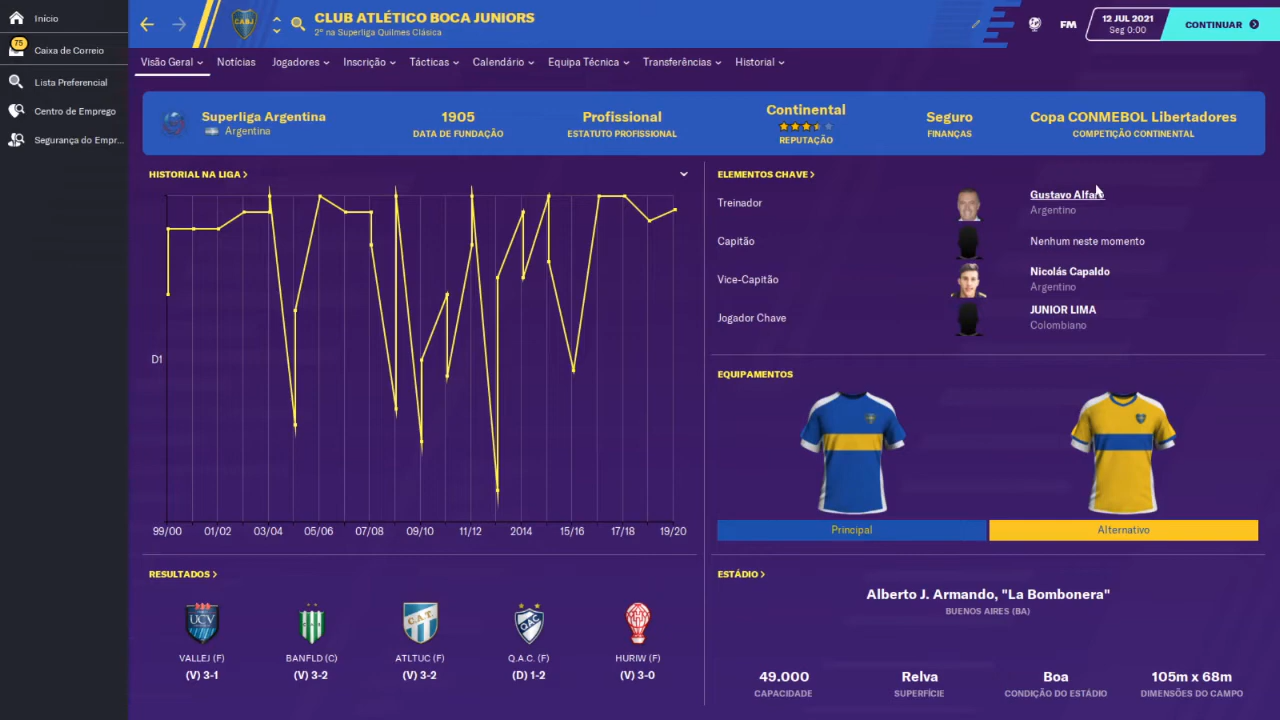 Início
75
Caixa de Correio
Lista Preferencial
Centro de Emprego
Segurança do Empr...
CLUB ATLÉTICO BOCA JUNIORS
2º na Superliga Quilmes Clásica
FM
12 JUL 2021
Seg 0:00
CONTINUAR
Visão Geral
Notícias
Jogadores
Inscrição
Tácticas
Calendário
Equipa Técnica
Transferências
Historial
Superliga Argentina
Argentina
1905
DATA DE FUNDAÇÃO
Profissional
ESTATUTO PROFISSIONAL
Continental
REPUTAÇÃO
Seguro
FINANÇAS
Copa CONMEBOL Libertadores
COMPETIÇÃO CONTINENTAL
HISTORIAL NA LIGA
D1
99/00 01/02 03/04 05/06 07/08 09/10 11/12 2014 15/16 17/18 19/20
ELEMENTOS CHAVE
Treinador
Gustavo Alfaro
Argentino
Capitão
Nenhum neste momento
Vice-Capitão
Nicolás Capaldo
Argentino
Jogador Chave
JUNIOR LIMA
Colombiano
EQUIPAMENTOS
Principal
Alternativo
RESULTADOS
UCV
VALLEJ (F)
(V) 3-1
BANFLD (C)
(V) 3-2
C.A.T.
ATLTUC (F)
(V) 3-2
QAC
Q.A.C. (F)
(D) 1-2
HURIW (F)
(V) 3-0
ESTÁDIO
Alberto J. Armando, "La Bombonera"
BUENOS AIRES (BA)
49.000
CAPACIDADE
Relva
SUPERFÍCIE
Boa
CONDIÇÃO DO ESTÁDIO
105m x 68m
DIMENSÕES DO CAMPO